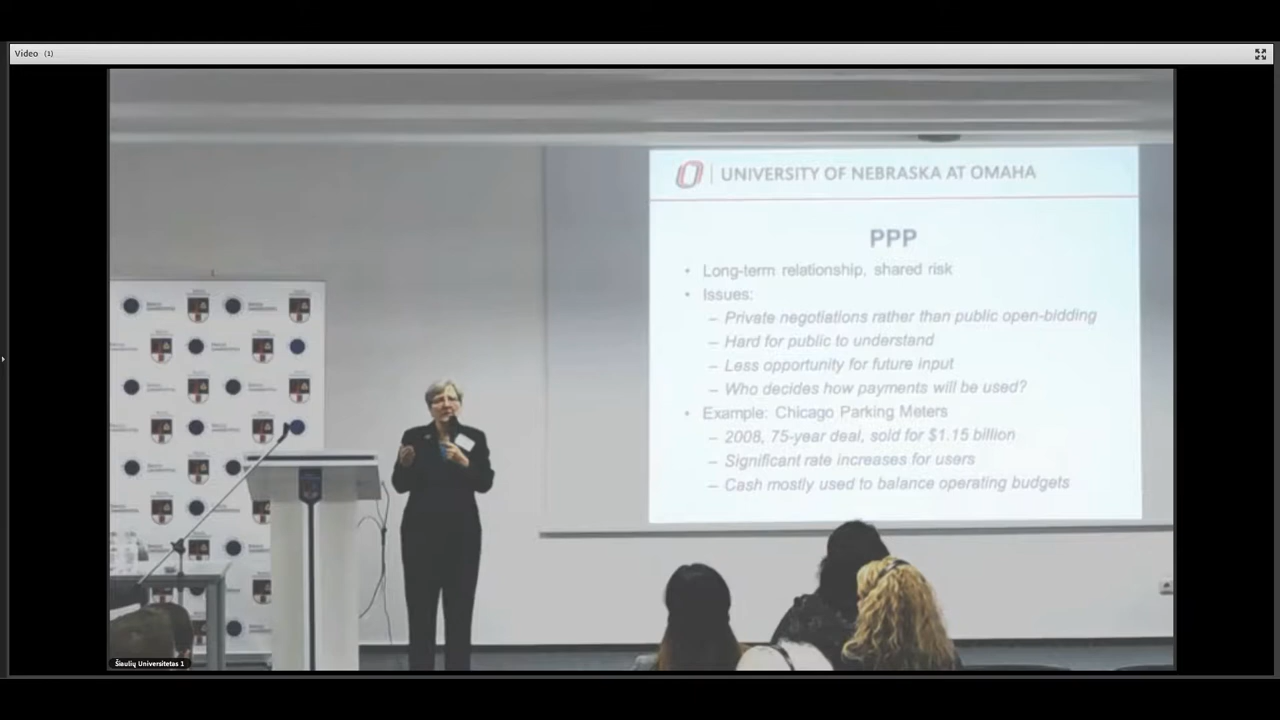 Video (1)
UNIVERSITY OF NEBRASKA AT OMAHA
PPP
• Long-term relationship, shared risk
• Issues:
– Private negotiations rather than public open-bidding
– Hard for public to understand
– Less opportunity for future input
– Who decides how payments will be used?
• Example: Chicago Parking Meters
– 2008, 75-year deal, sold for $1.15 billion
– Significant rate increases for users
– Cash mostly used to balance operating budgets
Šiaulių Universitetas 1